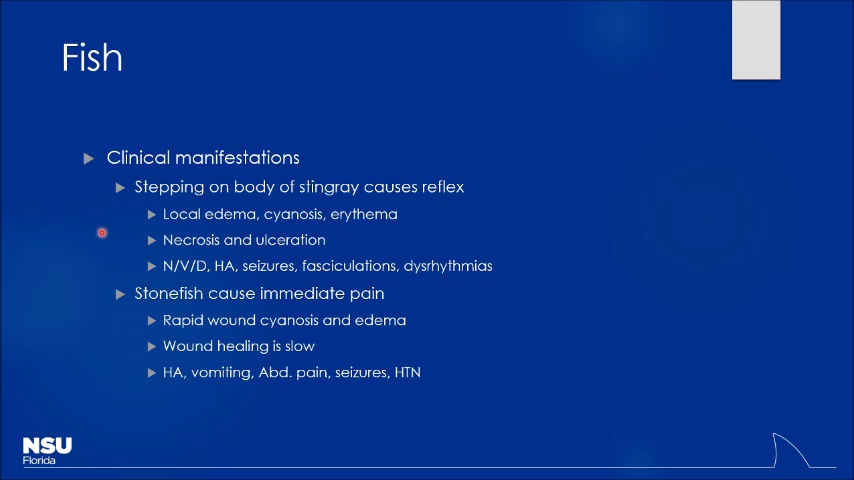 Fish
Clinical manifestations
Stepping on body of stingray causes reflex
Local edema, cyanosis, erythema
Necrosis and ulceration
N/V/D, HA, seizures, fasciculations, dysrhythmias
Stonefish cause immediate pain
Rapid wound cyanosis and edema
Wound healing is slow
HA, vomiting, Abd. pain, seizures, HTN
NSU
Florida